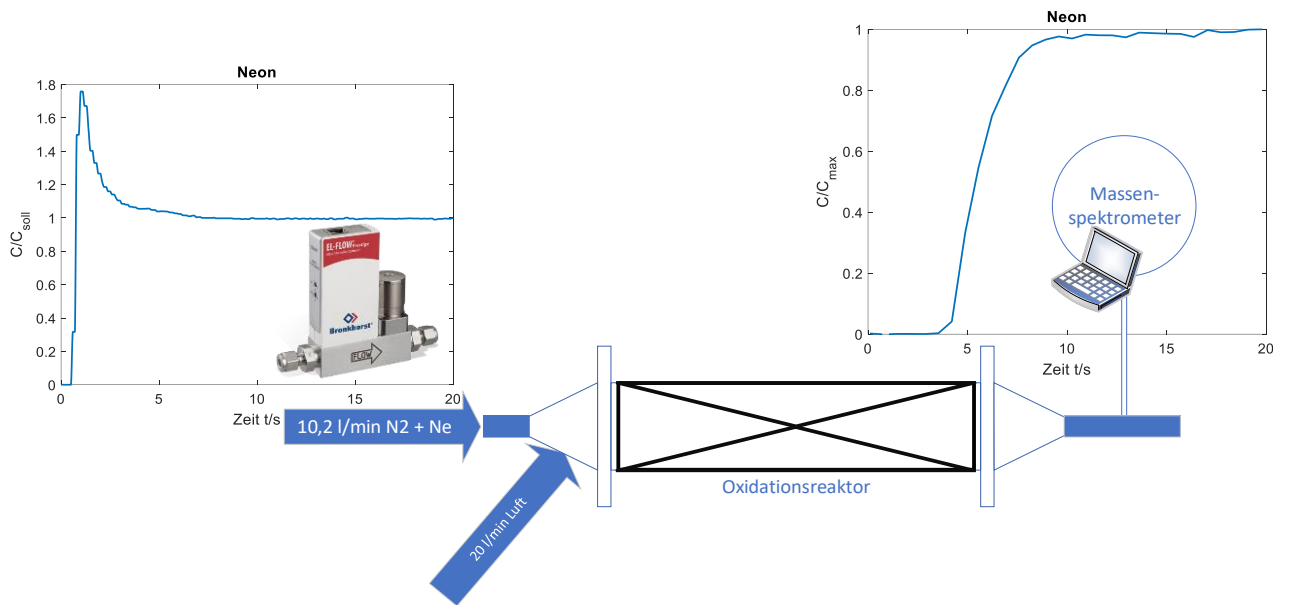 Neon
1.8
1.6
1.4
1.2
1
0.8
0.6
0.4
0.2
0
C/C_soll
0
5
10
15
20
Zeit t/s
EL-FLOW Prestige
Bronkhorst
FLOW
10,2 l/min N2 + Ne
20 l/min Luft
Oxidationsreaktor
Neon
1
0.8
0.6
0.4
0.2
0
C/C_max
0
5
10
15
20
Zeit t/s
Massen-
spektrometer